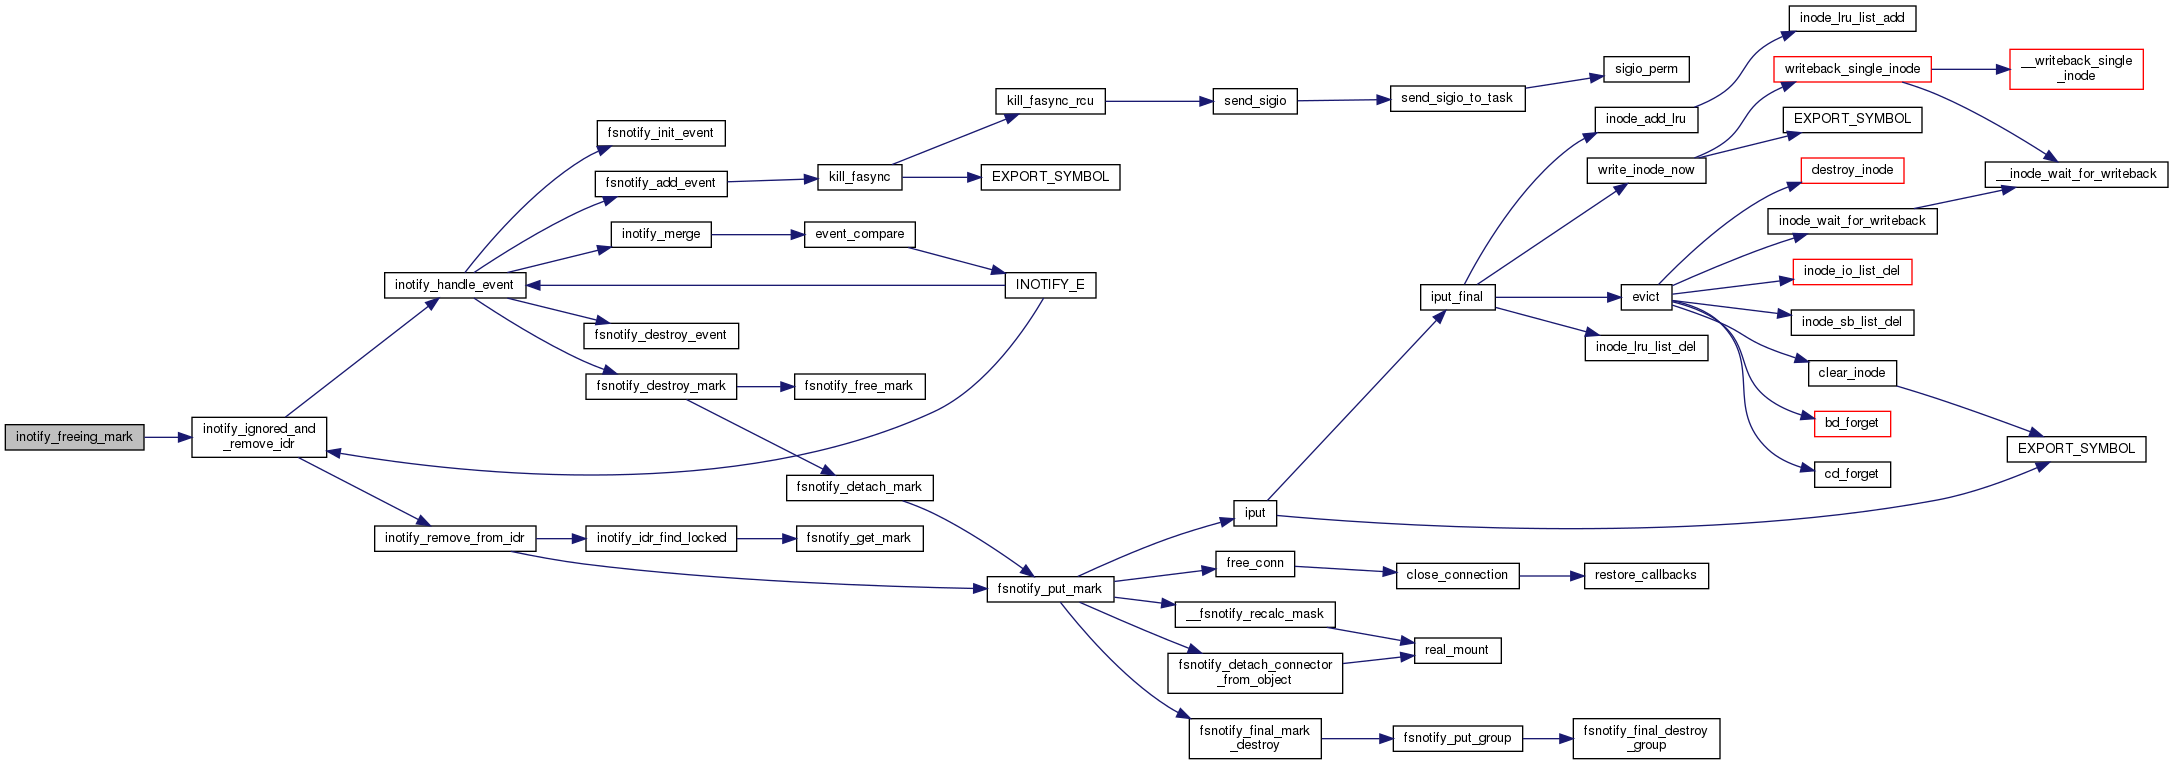 inode_lru_list_add
sigio_perm
writeback_single_inode
__writeback_single
_inode
kill_fasync_rcu
send_sigio
send_sigio_to_task
inode_add_lru
EXPORT_SYMBOL
fsnotify_init_event
kill_fasync
EXPORT_SYMBOL
write_inode_now
destroy_inode
__inode_wait_for_writeback
fsnotify_add_event
inotify_merge
event_compare
inode_wait_for_writeback
inotify_handle_event
INOTIFY_E
inode_io_list_del
iput_final
evict
inode_sb_list_del
fsnotify_destroy_event
inode_lru_list_del
fsnotify_destroy_mark
fsnotify_free_mark
clear_inode
inotify_freeing_mark
inotify_ignored_and
_remove_idr
bd_forget
EXPORT_SYMBOL
cd_forget
fsnotify_detach_mark
iput
inotify_remove_from_idr
inotify_idr_find_locked
fsnotify_get_mark
free_conn
close_connection
restore_callbacks
fsnotify_put_mark
__fsnotify_recalc_mask
real_mount
fsnotify_detach_connector
_from_object
fsnotify_final_mark
_destroy
fsnotify_put_group
fsnotify_final_destroy
_group